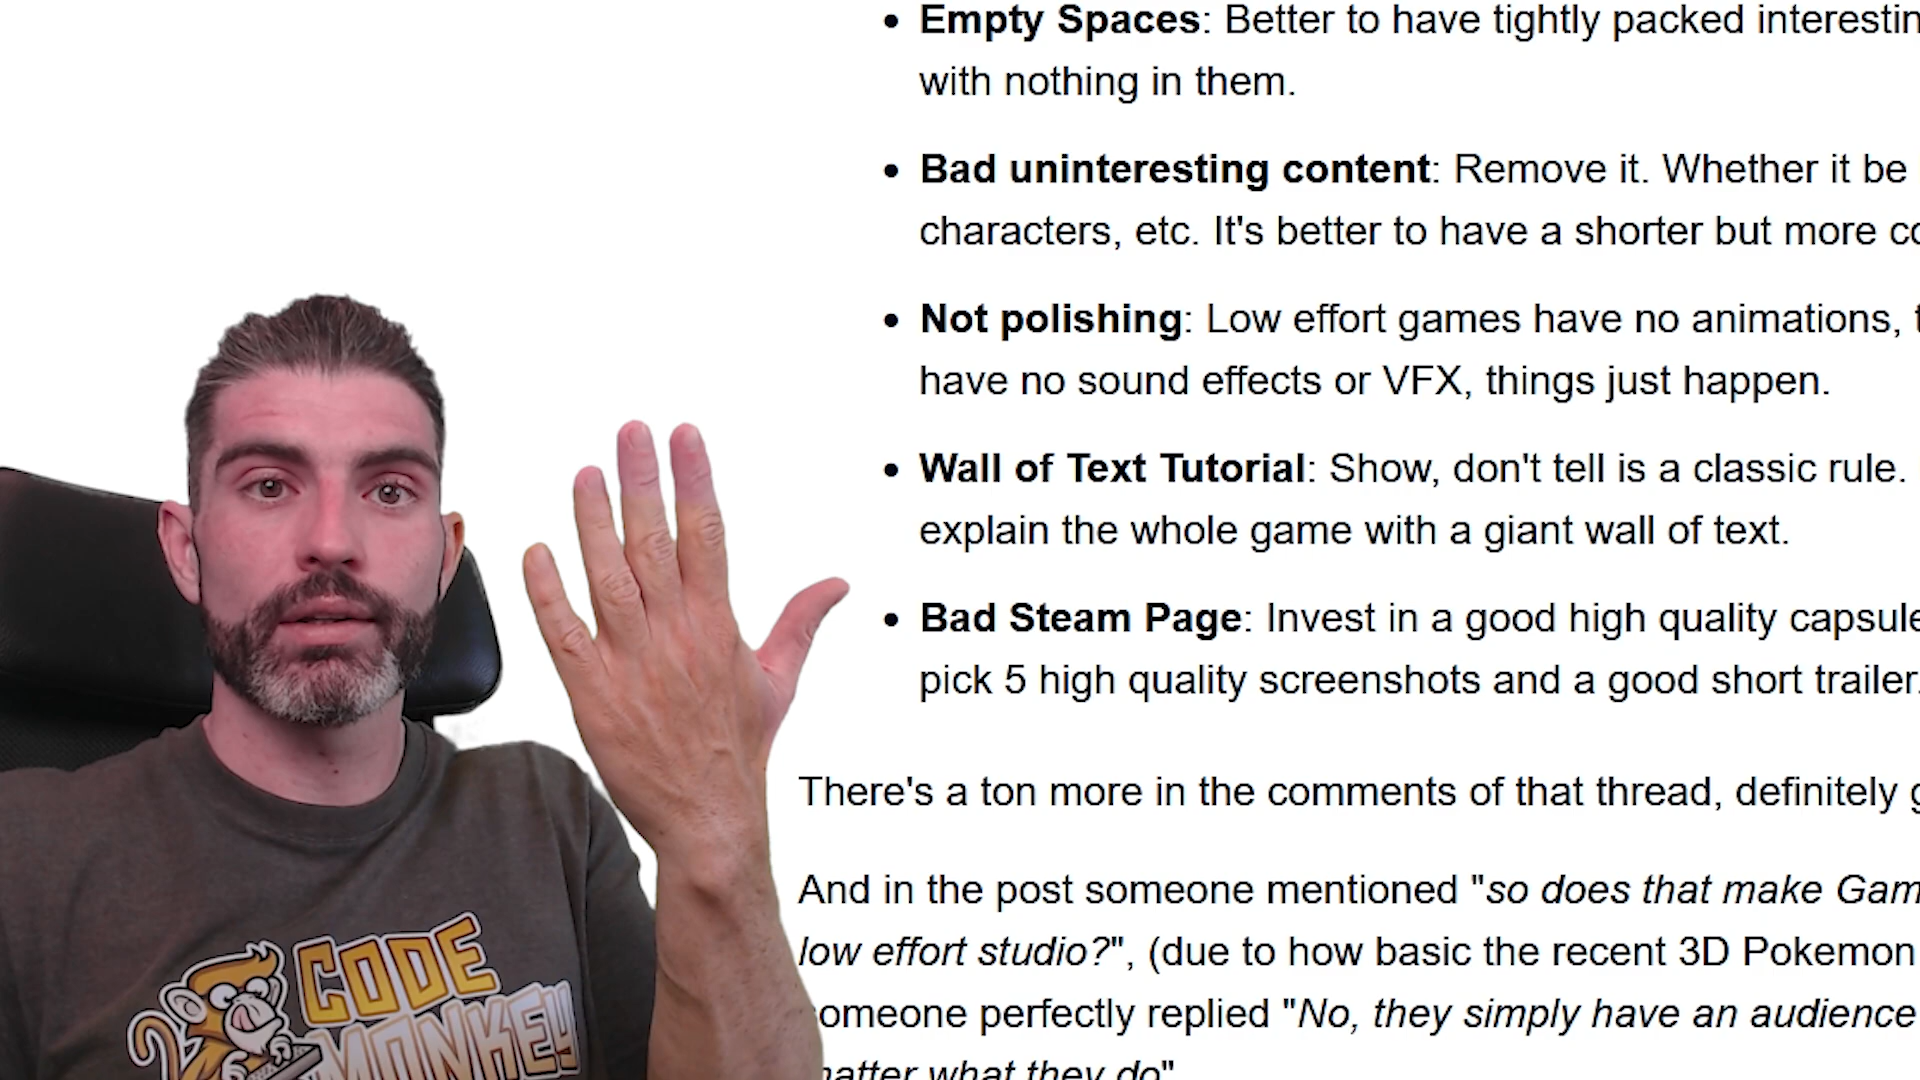 Empty Spaces: Better to have tightly packed
with nothing in them.
Bad uninteresting content: Remove it. Whether it be
characters, etc. It's better to have a shorter but more
Not polishing: Low effort games have no animations,
have no sound effects or VFX, things just happen.
Wall of Text Tutorial: Show, don't tell is a classic rule.
explain the whole game with a giant wall of text.
Bad Steam Page: Invest in a good high quality
pick 5 high quality screenshots and a good short trailer.
There's a ton more in the comments of that thread, definitely
And in the post someone mentioned "so does that make
low effort studio?", (due to how basic the recent 3D Pokemon
someone perfectly replied "No, they simply have an audience
matter what they do"
CODE
MONKEY